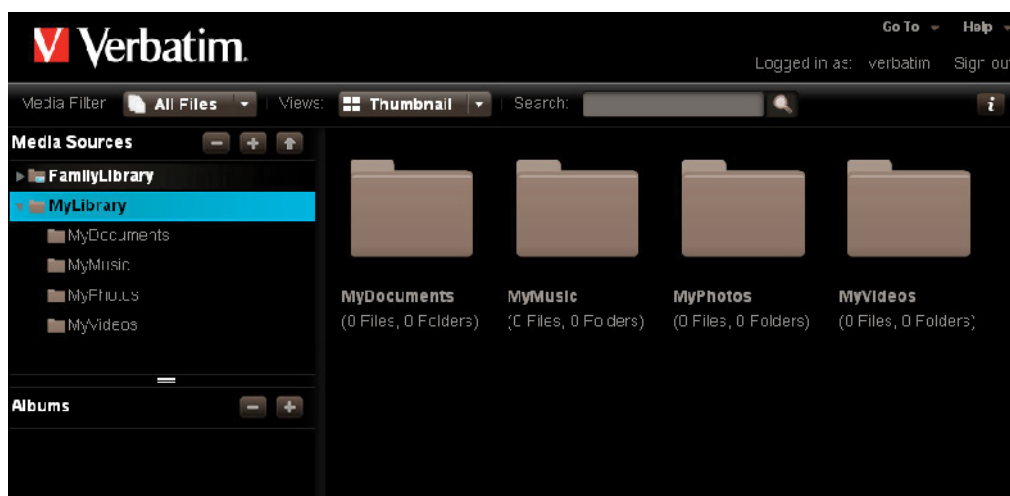 Verbatim.
Go To Help
Logged in as: verbatim Sign out
Media Filter All Files Views: Thumbnail Search: i
Media Sources
FamilyLibrary
MyLibrary
MyDocuments
MyMusic
MyPhotos
MyVideos
MyDocuments MyMusic MyPhotos MyVideos
(0 Files, 0 Folders) (0 Files, 0 Folders) (0 Files, 0 Folders) (0 Files, 0 Folders)
Albums